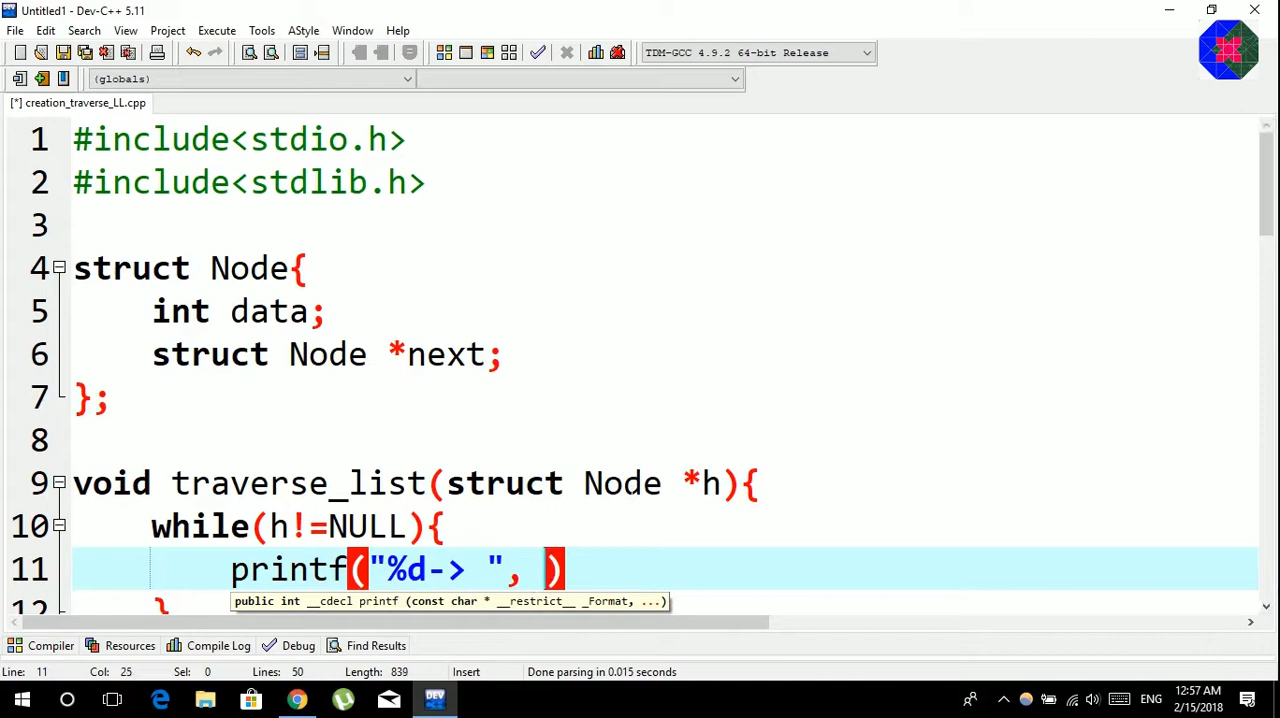 Untitled1 - Dev-C++ 5.11
File Edit Search View Project Execute Tools AStyle Window Help
TDM-GCC 4.9.2 64-bit Release
(globals)
[*] creation_traverse_LL.cpp
1 #include<stdio.h>
2 #include<stdlib.h>
3
4 struct Node{
5 int data;
6 struct Node *next;
7 };
8
9 void traverse_list(struct Node *h){
10 while(h!=NULL){
11 printf("%d-> ", )
public int __cdecl printf (const char * __restrict__ _Format, ...)
12 }
Compiler Resources Compile Log Debug Find Results
Line: 11 Col: 25 Sel: 0 Lines: 50 Length: 839 Insert Done parsing in 0.015 seconds
ENG 12:57 AM
2/15/2018